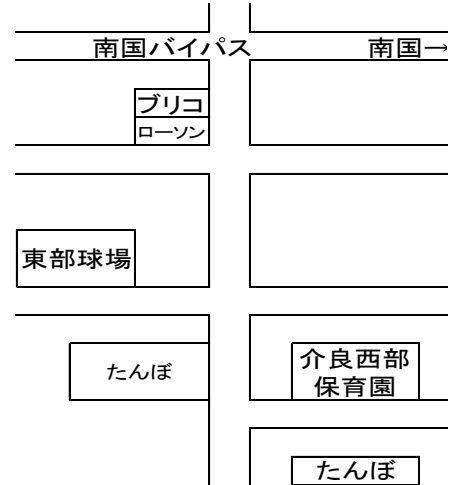 南国バイパス
南国→
ブリコ
ローソン
東部球場
たんぼ
介良西部
保育園
たんぼ